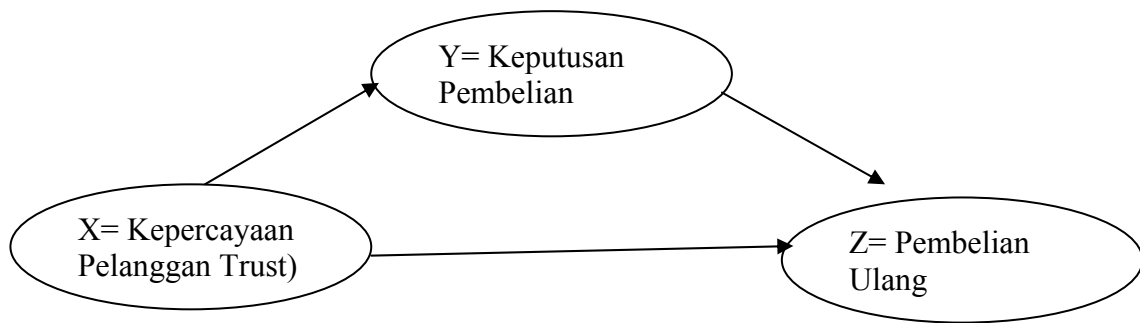 Y= Keputusan
Pembelian
X= Kepercayaan
Pelanggan Trust)
Z= Pembelian
Ulang